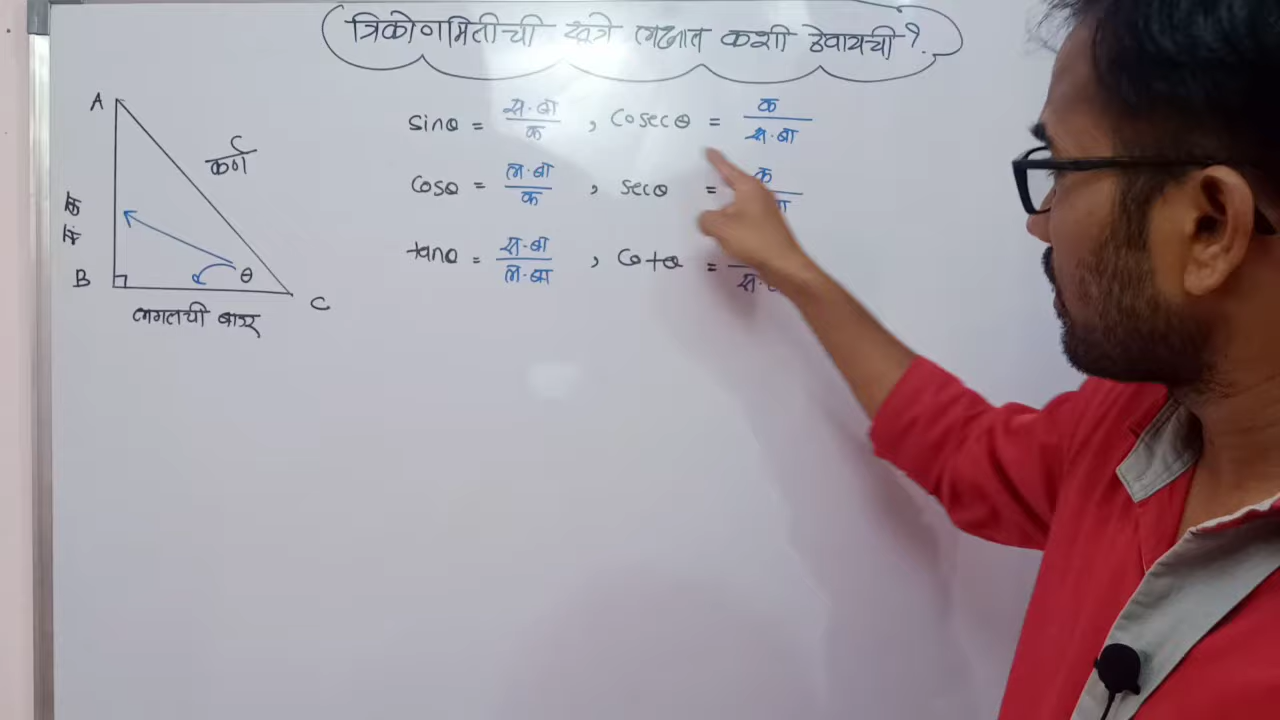 त्रिकोणमितीची सूत्रे लक्षात कशी ठेवायची?
A
कर्ण
B
θ
C
लगतची बाजू
sinθ = स.बा / क , cosecθ = क / स.बा
cosθ = ल.बा / क , secθ = क
tanθ = स.बा / ल.बा , cotθ =